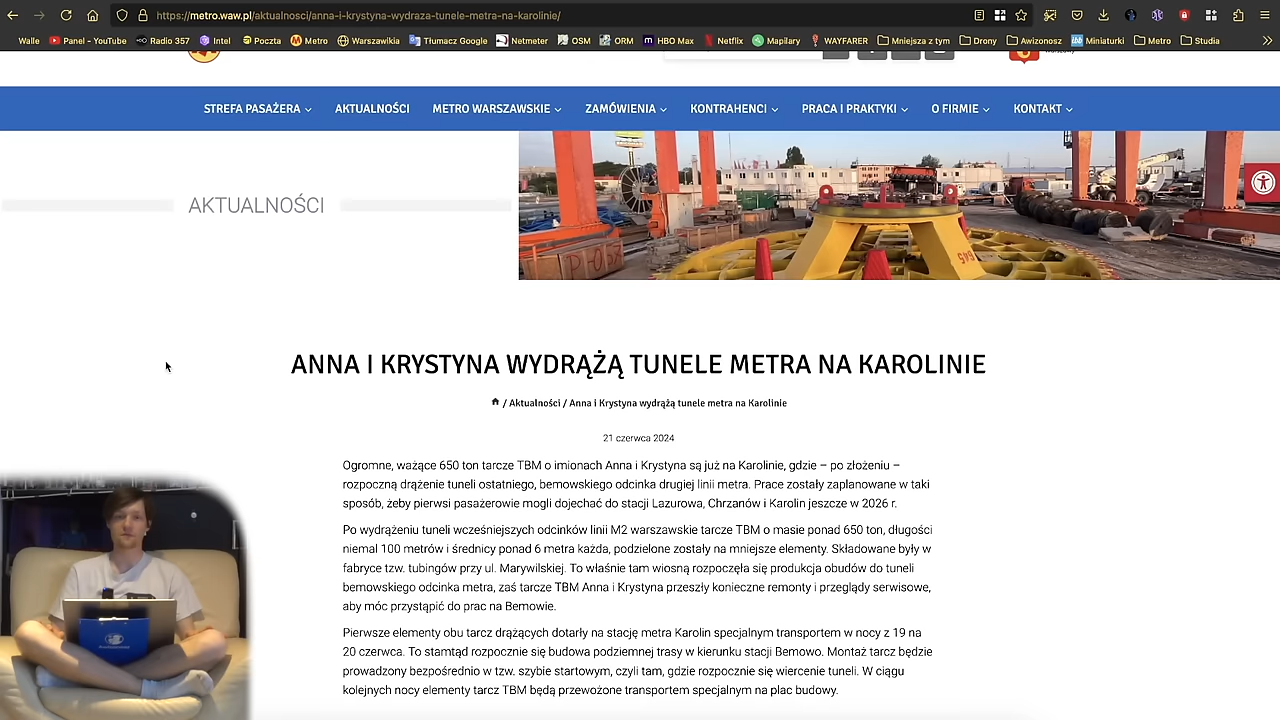 https://metro.waw.pl/aktualnosci/anna-i-krystyna-wydraza-tunele-metra-na-karolinie/
Walle Panel - YouTube Radio 357 Intel Poczta Metro Warszawikia Tłumacz Google Netmeter OSM ORM HBO Max Netflix Mapilary WAYFARER Mniejsza z tym Drony Awizonosz Miniaturki Metro Studia
STREFA PASAŻERA AKTUALNOŚCI METRO WARSZAWSKIE ZAMÓWIENIA KONTRAHENCI PRACA I PRAKTYKI O FIRMIE KONTAKT
AKTUALNOŚCI
645
ANNA I KRYSTYNA WYDRĄŻĄ TUNELE METRA NA KAROLINIE
/ Aktualności / Anna i Krystyna wydrążą tunele metra na Karolinie
21 czerwca 2024
Ogromne, ważące 650 ton tarcze TBM o imionach Anna i Krystyna są już na Karolinie, gdzie – po złożeniu –
rozpoczną drążenie tuneli ostatniego, bemowskiego odcinka drugiej linii metra. Prace zostały zaplanowane w taki
sposób, żeby pierwsi pasażerowie mogli dojechać do stacji Lazurowa, Chrzanów i Karolin jeszcze w 2026 r.
Po wydrążeniu tuneli wcześniejszych odcinków linii M2 warszawskie tarcze TBM o masie ponad 650 ton, długości
niemal 100 metrów i średnicy ponad 6 metra każda, podzielone zostały na mniejsze elementy. Składowane były w
fabryce tzw. tubingów przy ul. Marywilskiej. To właśnie tam wiosną rozpoczęła się produkcja obudów do tuneli
bemowskiego odcinka metra, zaś tarcze TBM Anna i Krystyna przeszły konieczne remonty i przeglądy serwisowe,
aby móc przystąpić do prac na Bemowie.
Pierwsze elementy obu tarcz drążących dotarły na stację metra Karolin specjalnym transportem w nocy z 19 na
20 czerwca. To stamtąd rozpocznie się budowa podziemnej trasy w kierunku stacji Bemowo. Montaż tarcz będzie
prowadzony bezpośrednio w tzw. szybie startowym, czyli tam, gdzie rozpocznie się wiercenie tuneli. W ciągu
kolejnych nocy elementy tarcz TBM będą przewożone transportem specjalnym na plac budowy.